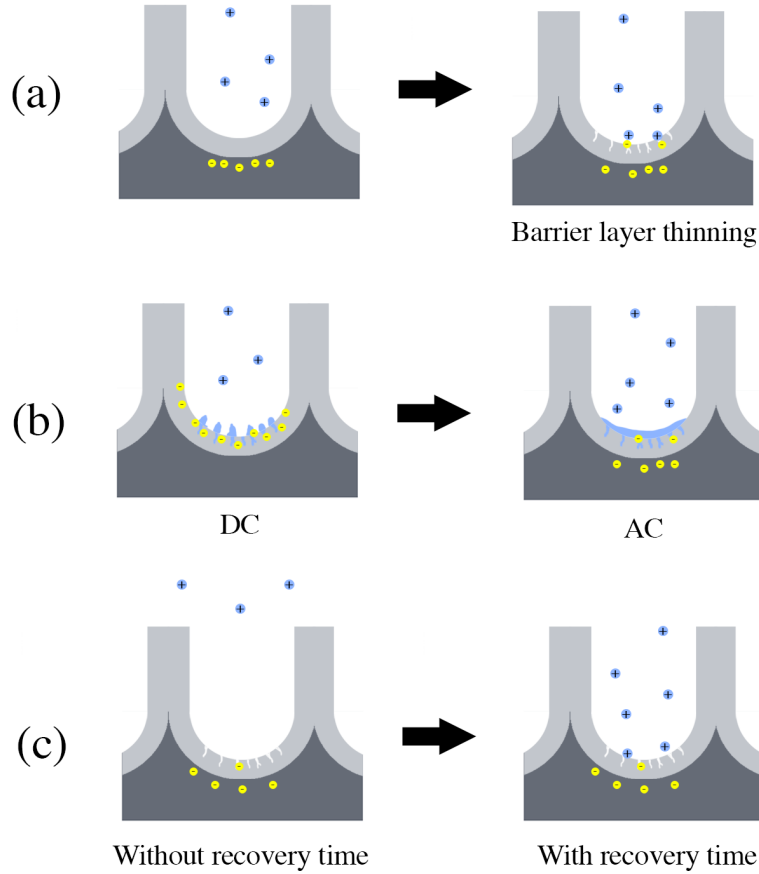 (a)
Barrier layer thinning
(b)
DC
AC
(c)
Without recovery time
With recovery time